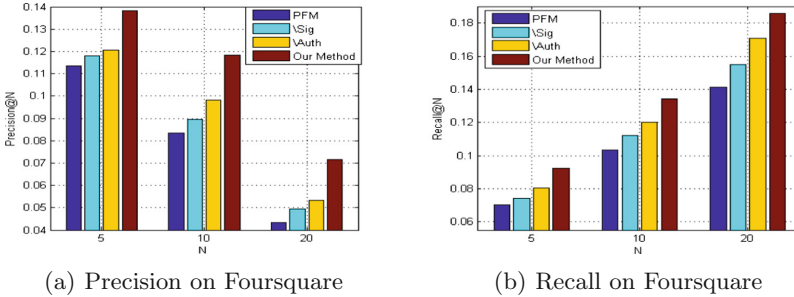 0.14
0.13
0.12
0.11
0.1
0.09
0.08
0.07
0.06
0.05
0.04
Precision@N
5
10
20
N
PFM
\Sig
\Auth
Our Method
(a) Precision on Foursquare
0.18
0.16
0.14
0.12
0.1
0.08
0.06
Recall@N
5
10
20
N
PFM
\Sig
\Auth
Our Method
(b) Recall on Foursquare